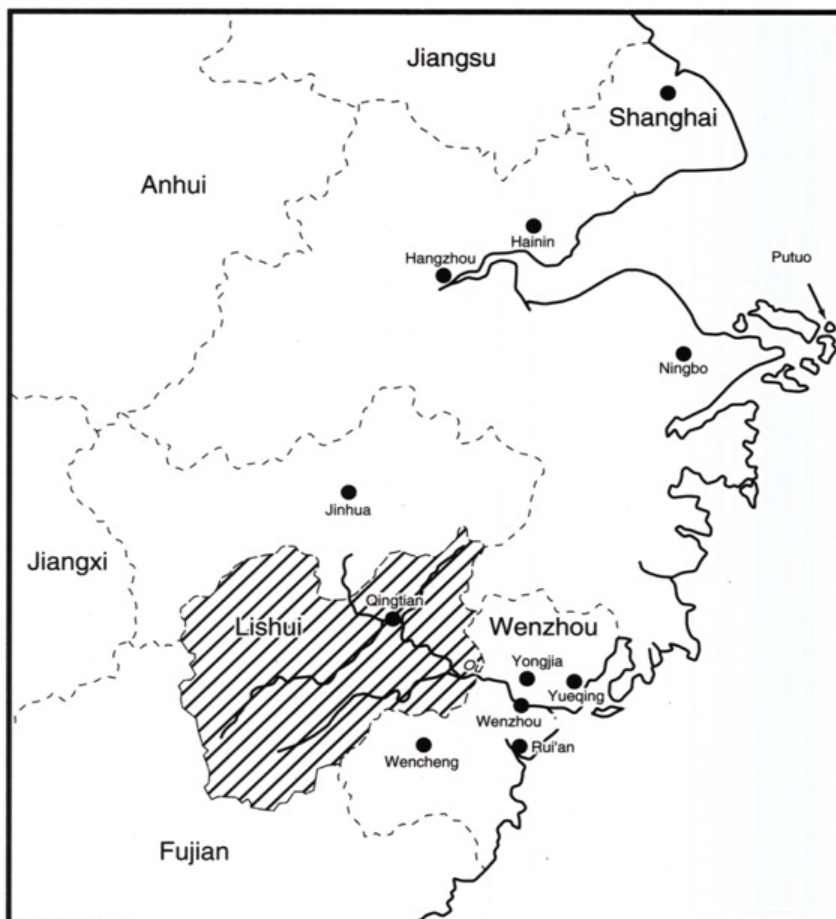 Jiangsu
Shanghai
Anhui
Hainin
Hangzhou
Putuo
Ningbo
Jinhua
Jiangxi
Qingtian
Lishui
Wenzhou
Ou
Yongjia
Yueqing
Wenzhou
Rui'an
Wencheng
Fujian